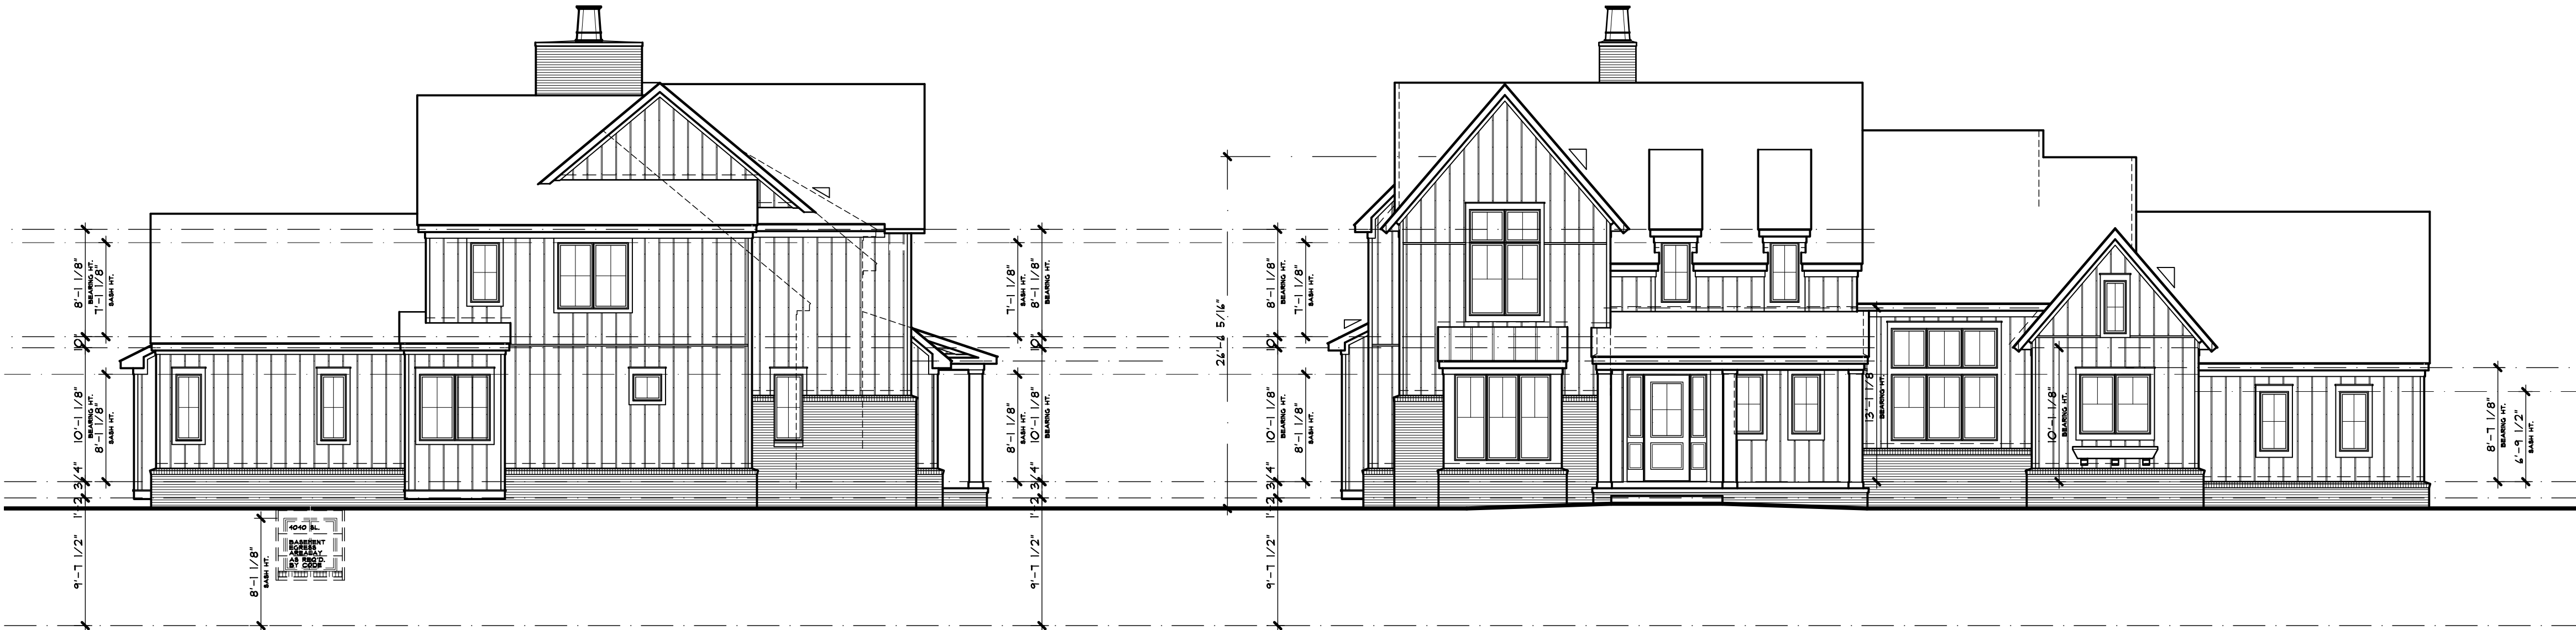 8'-1 1/8"
BEARING HT.
7'-1 1/8"
SASH HT.
10"
10'-1 1/8"
BEARING HT.
8'-1 1/8"
SASH HT.
1'-2 3/4"
9'-7 1/2"
8'-1 1/8"
SASH HT.
4040 SL.
BASEMENT
EGRESS
AREAWAY
AS REQ'D.
BY CODE
7'-1 1/8"
SASH HT.
8'-1 1/8"
BEARING HT.
10"
8'-1 1/8"
SASH HT.
10'-1 1/8"
BEARING HT.
1'-2 3/4"
9'-7 1/2"
26'-6 5/16"
8'-1 1/8"
BEARING HT.
7'-1 1/8"
SASH HT.
10"
10'-1 1/8"
BEARING HT.
8'-1 1/8"
SASH HT.
1'-2 3/4"
9'-7 1/2"
13'-1 1/8"
BEARING HT.
10'-1 1/8"
BEARING HT.
8'-7 1/8"
BEARING HT.
6'-9 1/2"
SASH HT.